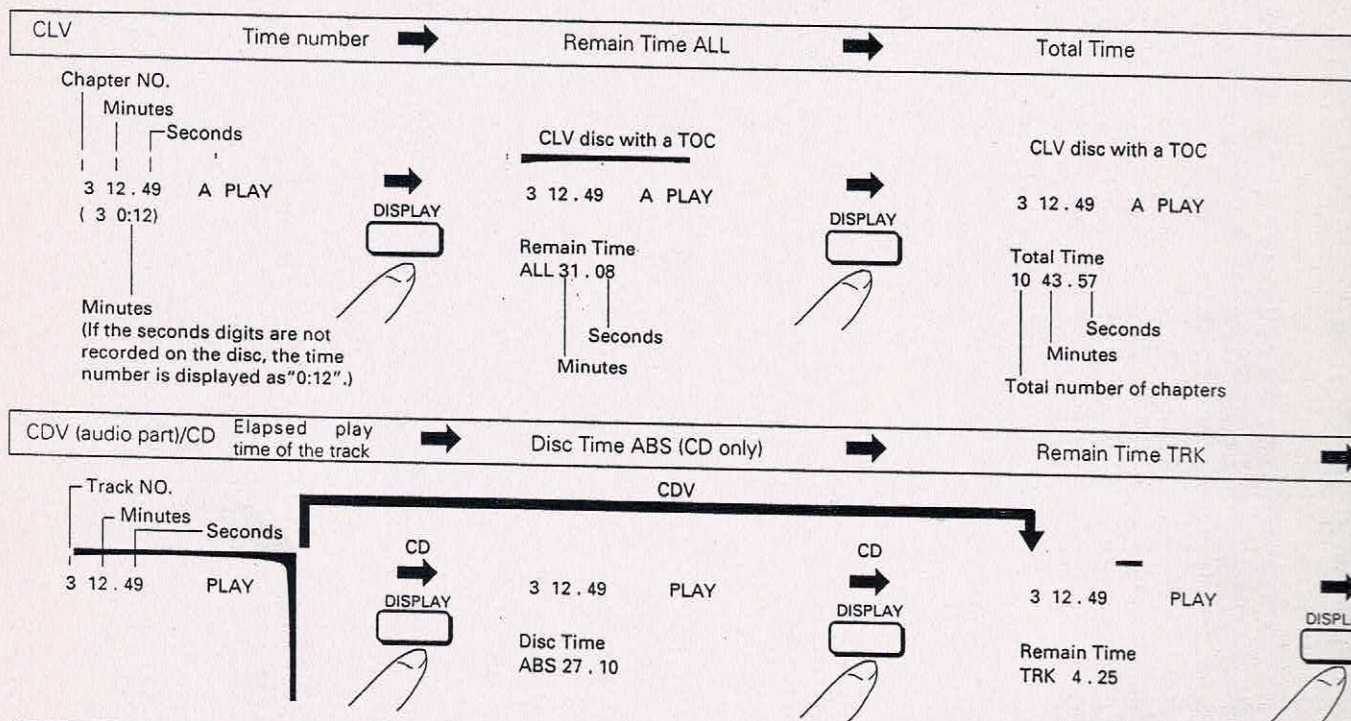 CLV Time number Remain Time ALL Total Time
Chapter NO.
Minutes
Seconds
3 12.49 A PLAY
( 3 0:12)
Minutes
(If the seconds digits are not
recorded on the disc, the time
number is displayed as"0:12".)
DISPLAY
CLV disc with a TOC
3 12.49 A PLAY
Remain Time
ALL 31.08
Seconds
Minutes
DISPLAY
CLV disc with a TOC
3 12.49 A PLAY
Total Time
10 43.57
Seconds
Minutes
Total number of chapters
CDV (audio part)/CD Elapsed play
time of the track
Disc Time ABS (CD only) Remain Time TRK
Track NO.
Minutes
Seconds
3 12.49 PLAY
CDV
CD
DISPLAY
3 12.49 PLAY
Disc Time
ABS 27.10
CD
DISPLAY
3 12.49 PLAY
Remain Time
TRK 4.25
DISPL